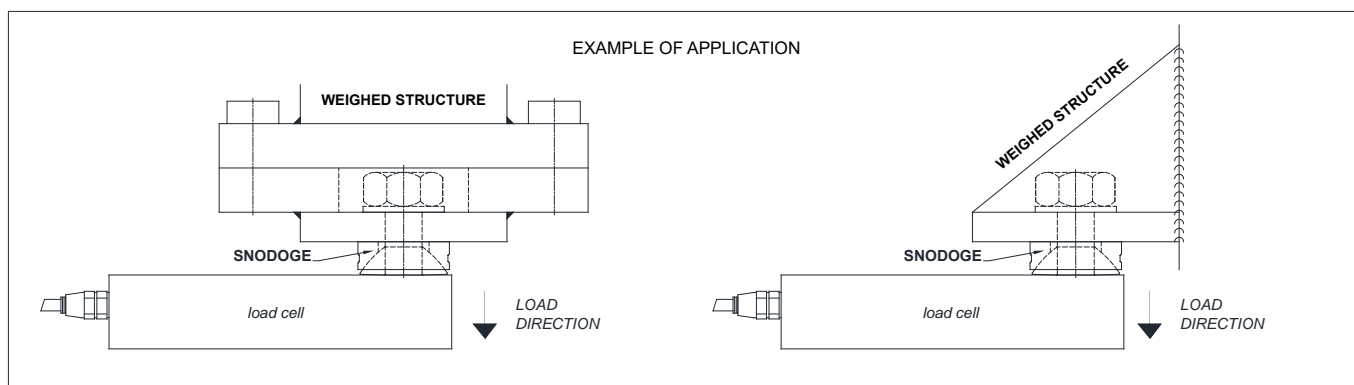 EXAMPLE OF APPLICATION
WEIGHED STRUCTURE
SNODOGE
load cell
LOAD
DIRECTION
WEIGHED STRUCTURE
SNODOGE
load cell
LOAD
DIRECTION